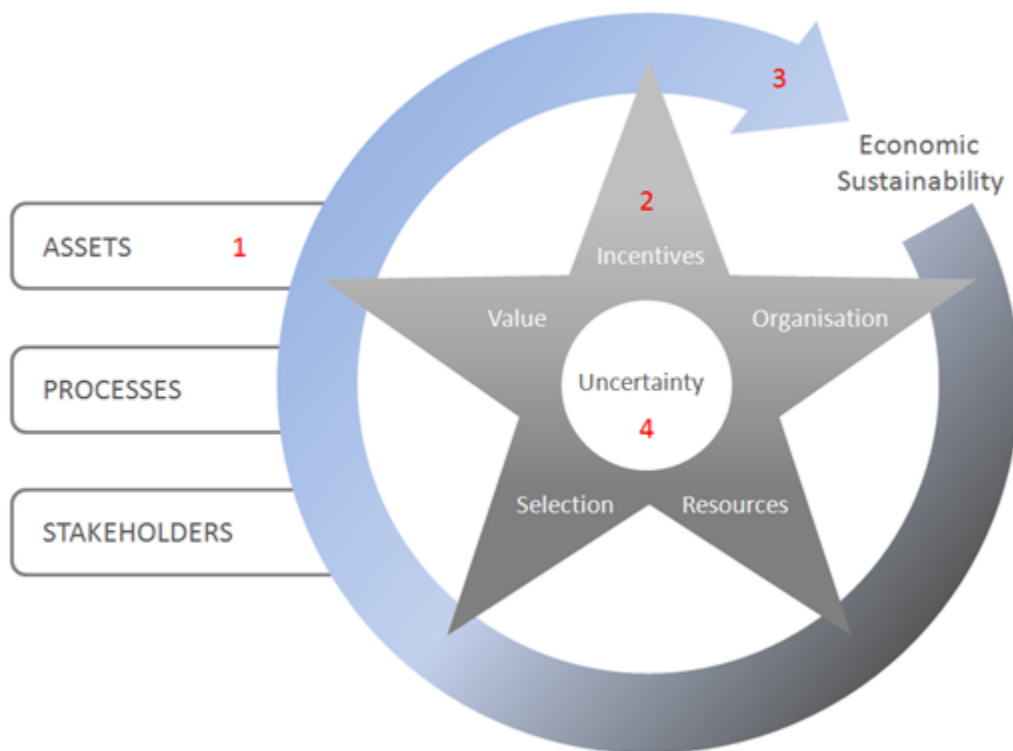 3
Economic
Sustainability
2
ASSETS 1
Incentives
Value
Organisation
Uncertainty
PROCESSES
4
Selection
Resources
STAKEHOLDERS